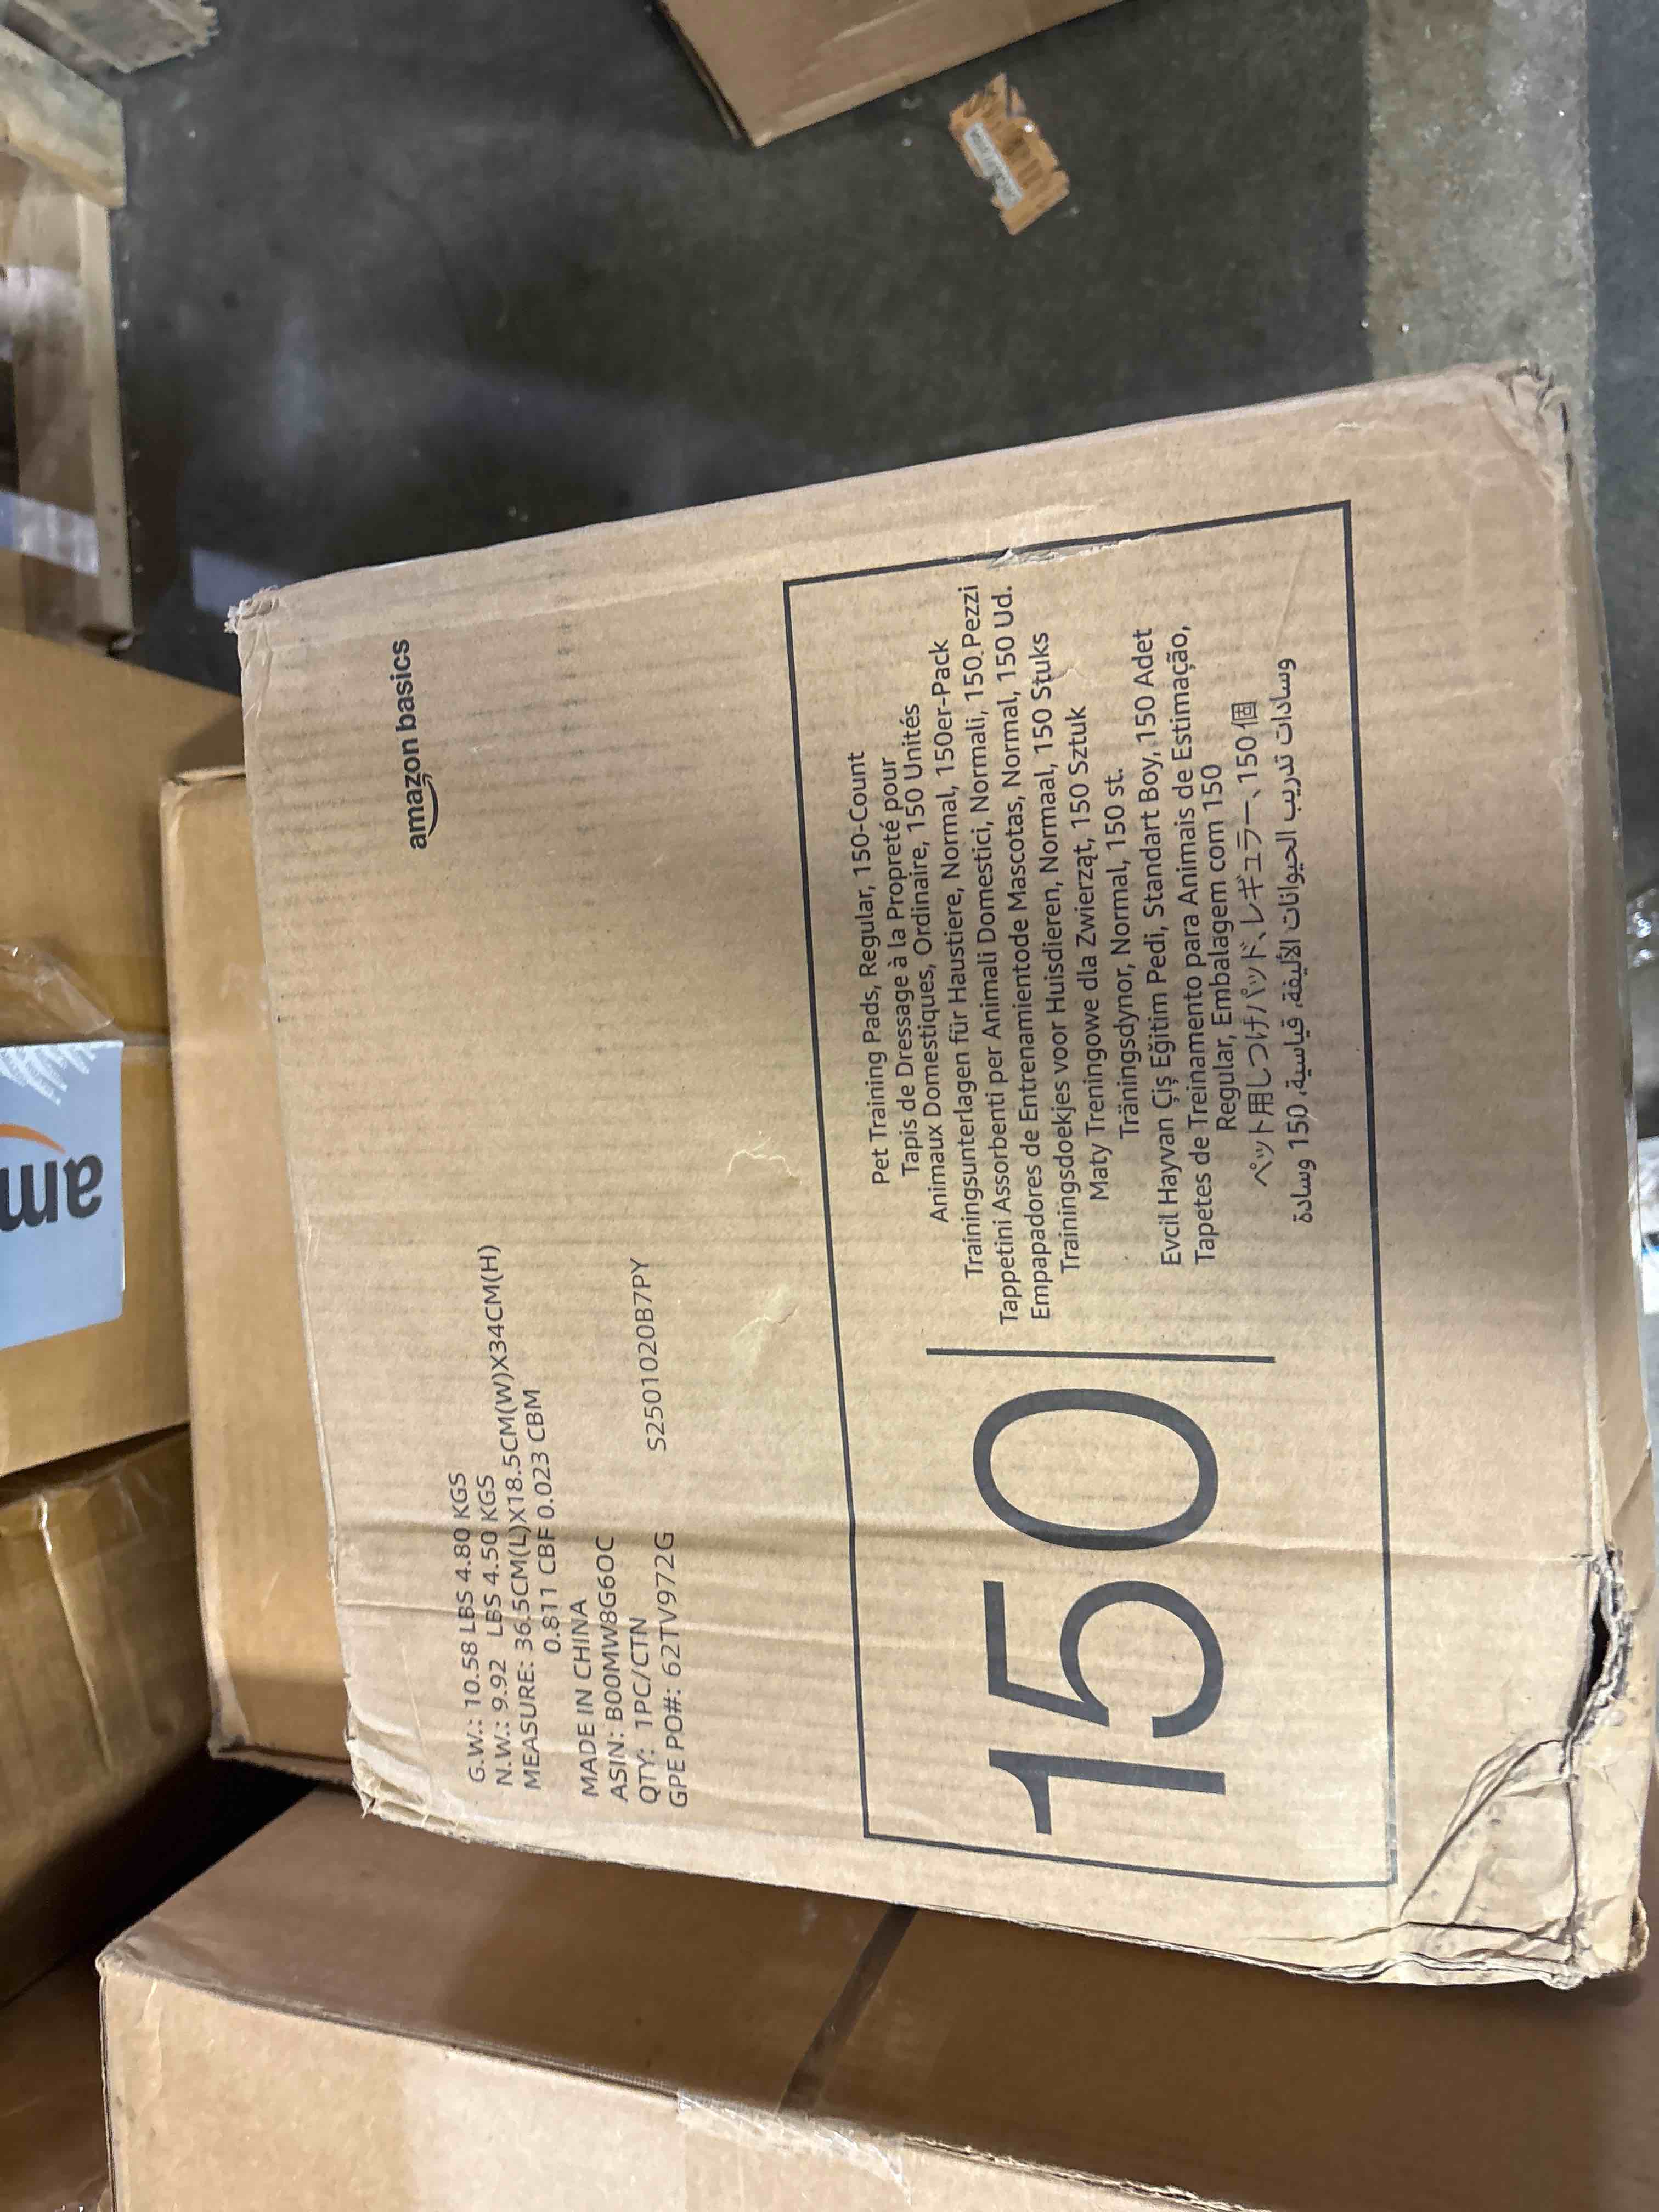 amazon basics
G.W.: 10.58 LBS 4.80 KGS
N.W.: 9.92 LBS 4.50 KGS
MEASURE: 36.5CM(L)X18.5CM(W)X34CM(H)
0.811 CBF 0.023 CBM
MADE IN CHINA
ASIN: B00MW8G60C
QTY: 1PC/CTN
GPE PO#: 62TV972G S2501020B7PY
150
Pet Training Pads, Regular, 150-Count
Tapis de Dressage à la Propreté pour
Animaux Domestiques, Ordinaire, 150 Unités
Trainingsunterlagen für Haustiere, Normal, 150er-Pack
Tappetini Assorbenti per Animali Domestici, Normali, 150 Pezzi
Empapadores de Entrenamientode Mascotas, Normal, 150 Ud.
Trainingsdoekjes voor Huisdieren, Normaal, 150 Stuks
Maty Treningowe dla Zwierząt, 150 Sztuk
Träningsdynor, Normal, 150 st.
Evcil Hayvan Çiş Eğitim Pedi, Standart Boy, 150 Adet
Tapetes de Treinamento para Animais de Estimação,
Regular, Embalagem com 150
ペット用しつけパッド、レギュラー、150個
وسادات تدريب الحيوانات الأليفة، قياسية، 150 وسادة
am